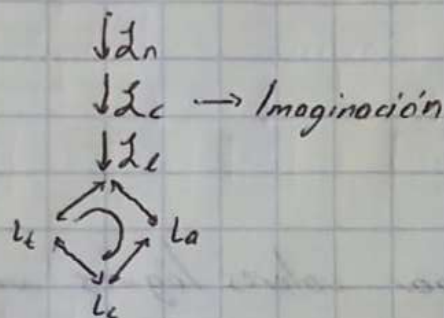 ↓ℒn
↓ℒc → Imaginación
↓ℒl
lt la
lc